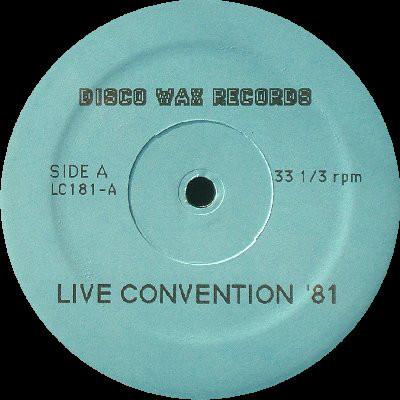 DISCO WAX RECORDS
SIDE A
LC181-A
33 1/3 rpm
LIVE CONVENTION '81